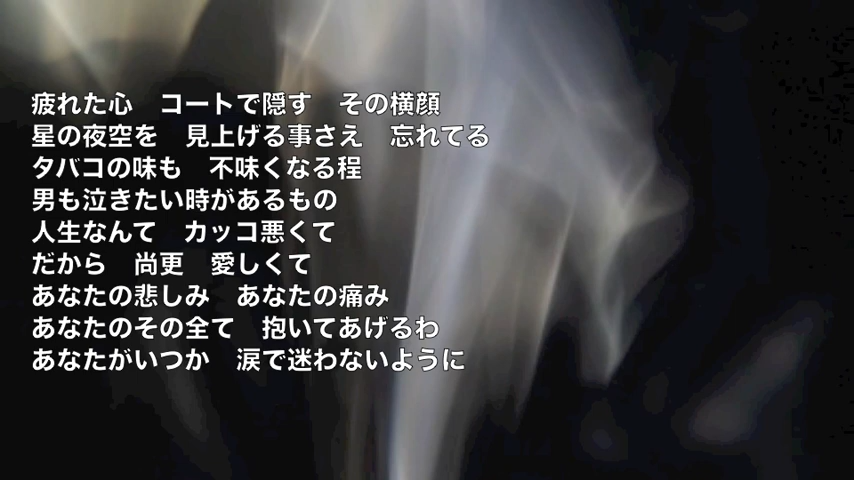 疲れた心　コートで隠す　その横顔
星の夜空を　見上げる事さえ　忘れてる
タバコの味も　不味くなる程
男も泣きたい時があるもの
人生なんて　カッコ悪くて
だから　尚更　愛しくて
あなたの悲しみ　あなたの痛み
あなたのその全て　抱いてあげるわ
あなたがいつか　涙で迷わないように